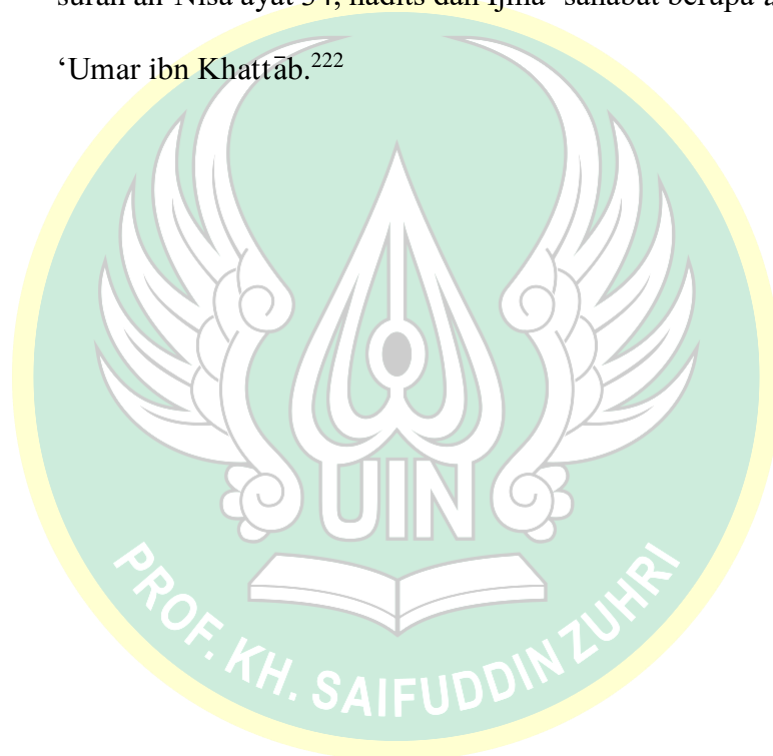 surah an-Nisa ayat 34, hadits dan Ijma' sahabat berupa
'Umar ibn Khattāb.²²²
UIN
PROF. KH. SAIFUDDIN ZUHRI